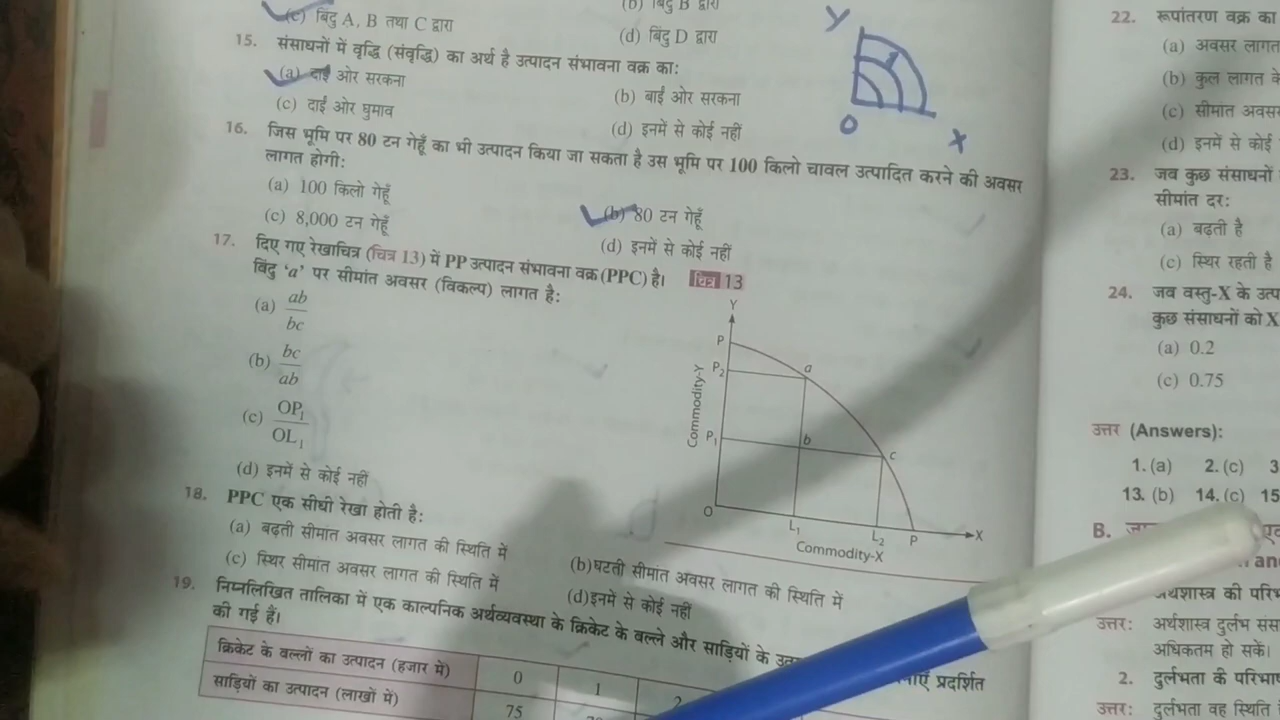 (c) बिंदु A, B तथा C द्वारा
(b) बिंदु B द्वारा
(d) बिंदु D द्वारा
15. संसाधनों में वृद्धि (संवृद्धि) का अर्थ है उत्पादन संभावना वक्र का:
(a) दाईं ओर सरकना
(b) बाईं ओर सरकना
(c) दाईं ओर घुमाव
(d) इनमें से कोई नहीं
Y
O
X
16. जिस भूमि पर 80 टन गेहूँ का भी उत्पादन किया जा सकता है उस भूमि पर 100 किलो चावल उत्पादित करने की अवसर
लागत होगी:
(a) 100 किलो गेहूँ
(b) 80 टन गेहूँ
(c) 8,000 टन गेहूँ
(d) इनमें से कोई नहीं
17. दिए गए रेखाचित्र (चित्र 13) में PP उत्पादन संभावना वक्र (PPC) है।
बिंदु ‘a’ पर सीमांत अवसर (विकल्प) लागत है:
(a) ab
bc
(b) bc
ab
(c) OP₁
OL₁
(d) इनमें से कोई नहीं
चित्र 13
Y
P
P₂
a
Commodity-Y
P₁
b
c
O
L₁
L₂
P
X
Commodity-X
18. PPC एक सीधी रेखा होती है:
(a) बढ़ती सीमांत अवसर लागत की स्थिति में
(b) घटती सीमांत अवसर लागत की स्थिति में
(c) स्थिर सीमांत अवसर लागत की स्थिति में
(d) इनमें से कोई नहीं
19. निम्नलिखित तालिका में एक काल्पनिक अर्थव्यवस्था के क्रिकेट के बल्ले और साड़ियों के
प्रदर्शित
की गई हैं।
क्रिकेट के बल्लों का उत्पादन (हजार में) 0 1 2
साड़ियों का उत्पादन (लाखों में) 75
22. रूपांतरण वक्र का
(a) अवसर लागत
(b) कुल लागत के
(c) सीमांत अवसर
(d) इनमें से कोई
23. जब कुछ संसाधनों
सीमांत दर:
(a) बढ़ती है
(c) स्थिर रहती है
24. जब वस्तु-X के उत्प
कुछ संसाधनों को X
(a) 0.2
(c) 0.75
उत्तर (Answers):
1. (a) 2. (c) 3
13. (b) 14. (c) 15
B.
an
अर्थशास्त्र की परिभ
उत्तर: अर्थशास्त्र दुर्लभ संस
अधिकतम हो सकें।
2. दुर्लभता की परिभाष
उत्तर: दुर्लभता वह स्थिति